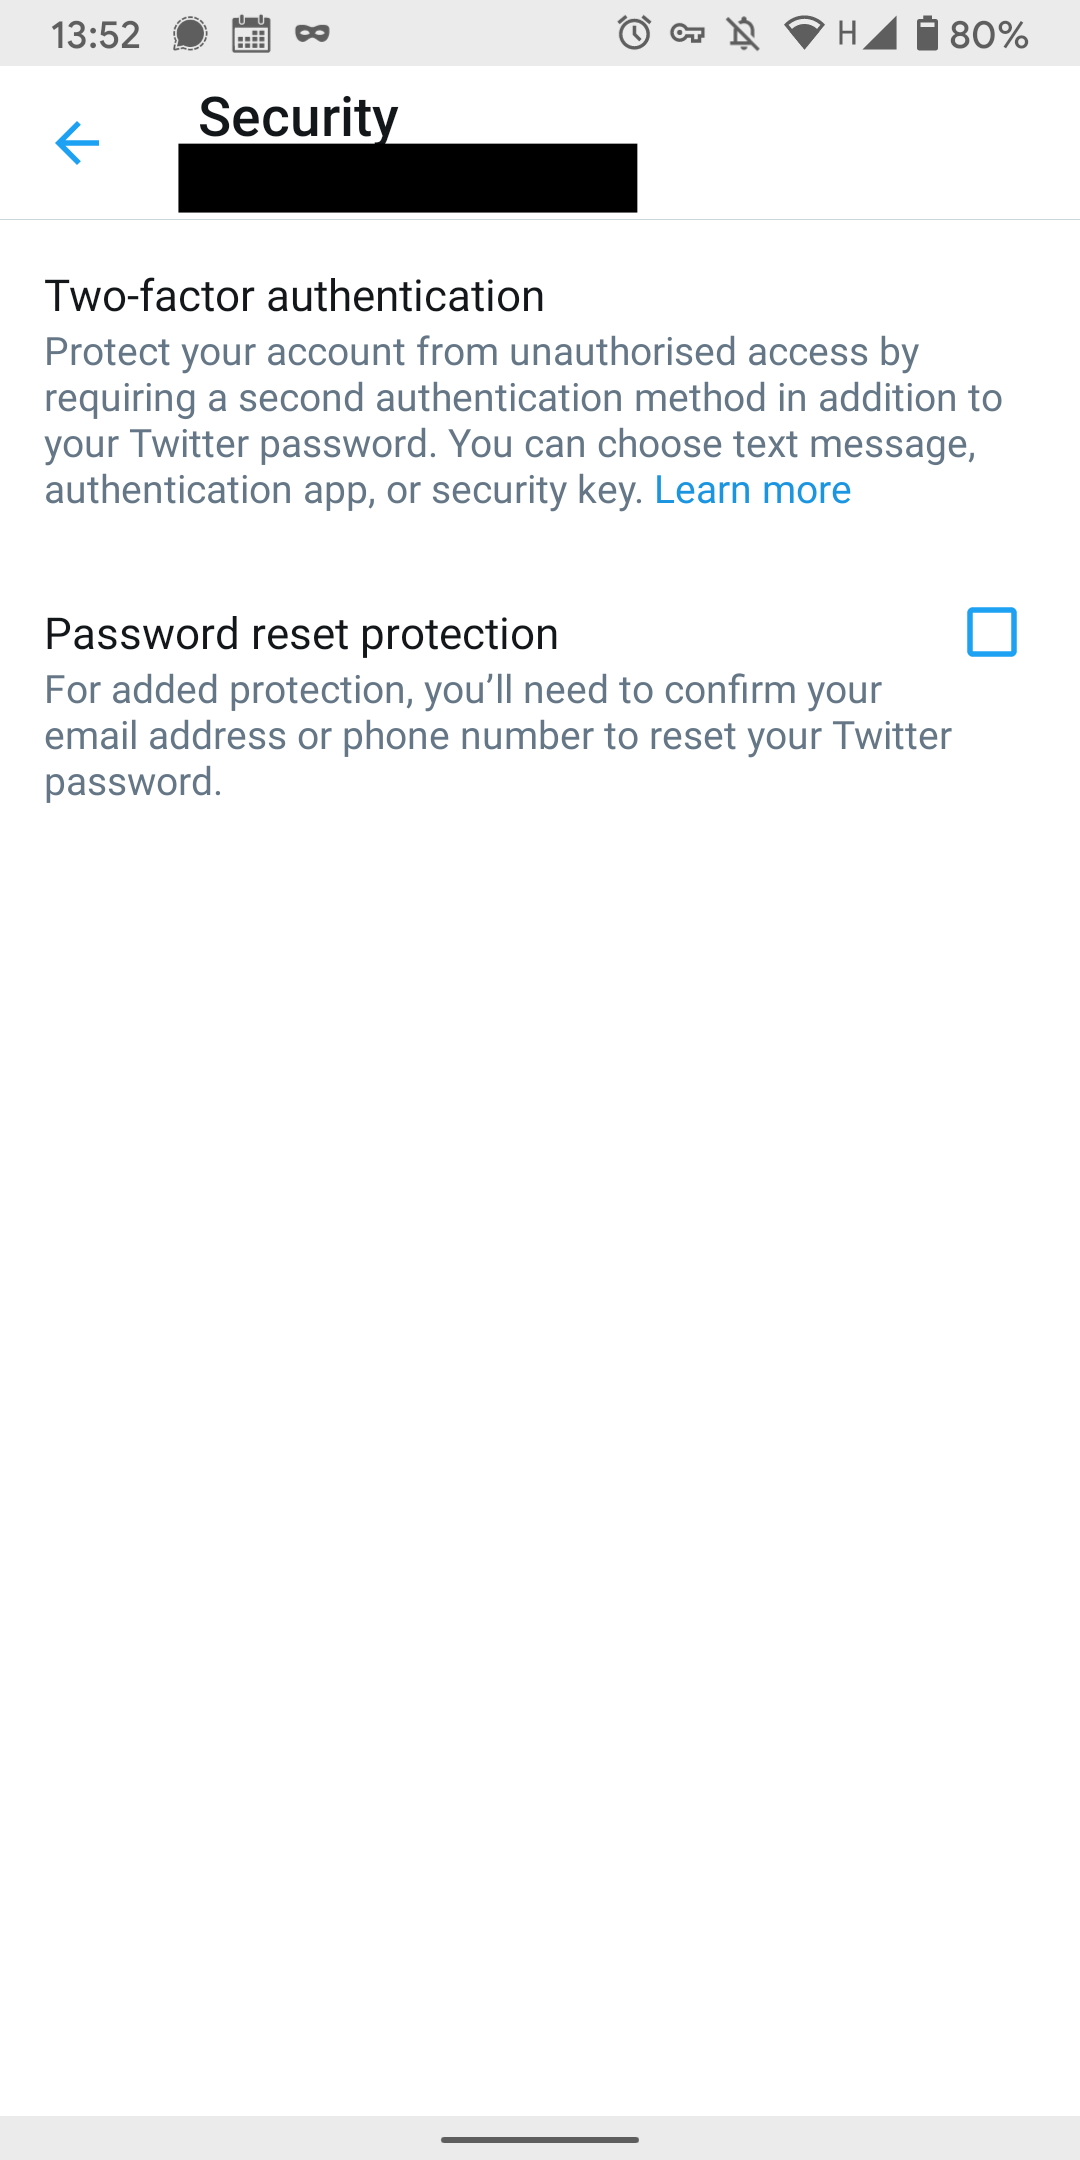 13:52 H 80%
Security
Two-factor authentication
Protect your account from unauthorised access by
requiring a second authentication method in addition to
your Twitter password. You can choose text message,
authentication app, or security key. Learn more
Password reset protection
For added protection, you’ll need to confirm your
email address or phone number to reset your Twitter
password.